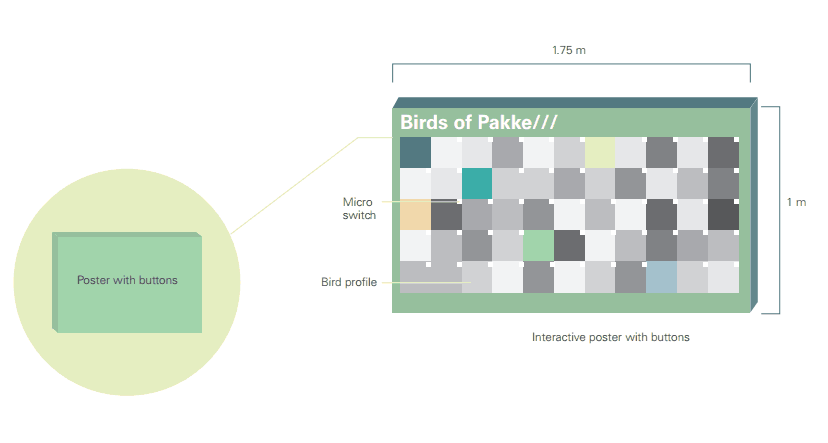 1.75 m
Birds of Pakke///
Micro
switch
1 m
Poster with buttons
Bird profile
Interactive poster with buttons